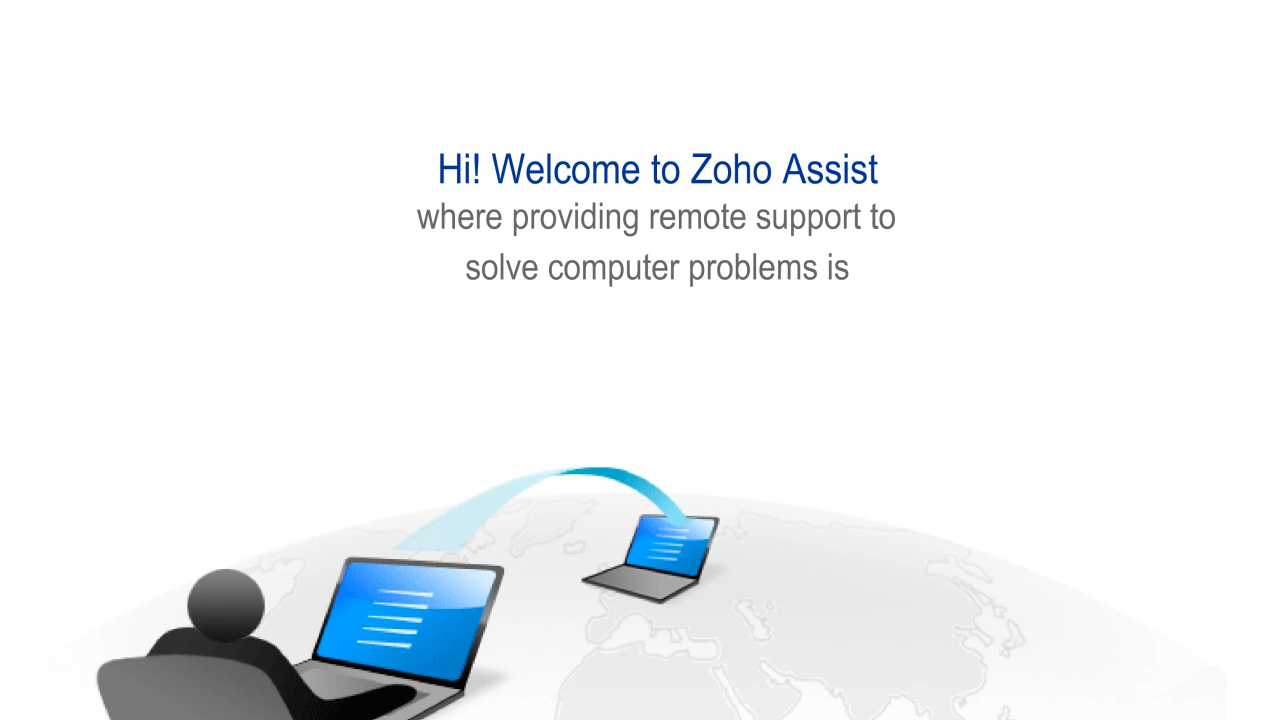 Hi! Welcome to Zoho Assist
where providing remote support to
solve computer problems is